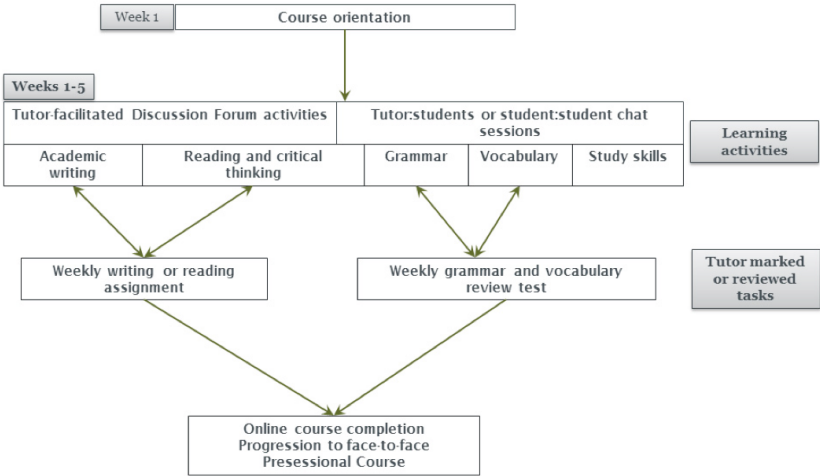 Week 1
Course orientation
Weeks 1-5
Tutor-facilitated Discussion Forum activities
Tutor:students or student:student chat
sessions
Learning
activities
Academic
writing
Reading and critical
thinking
Grammar
Vocabulary
Study skills
Weekly writing or reading
assignment
Weekly grammar and vocabulary
review test
Tutor marked
or reviewed
tasks
Online course completion
Progression to face-to-face
Presessional Course